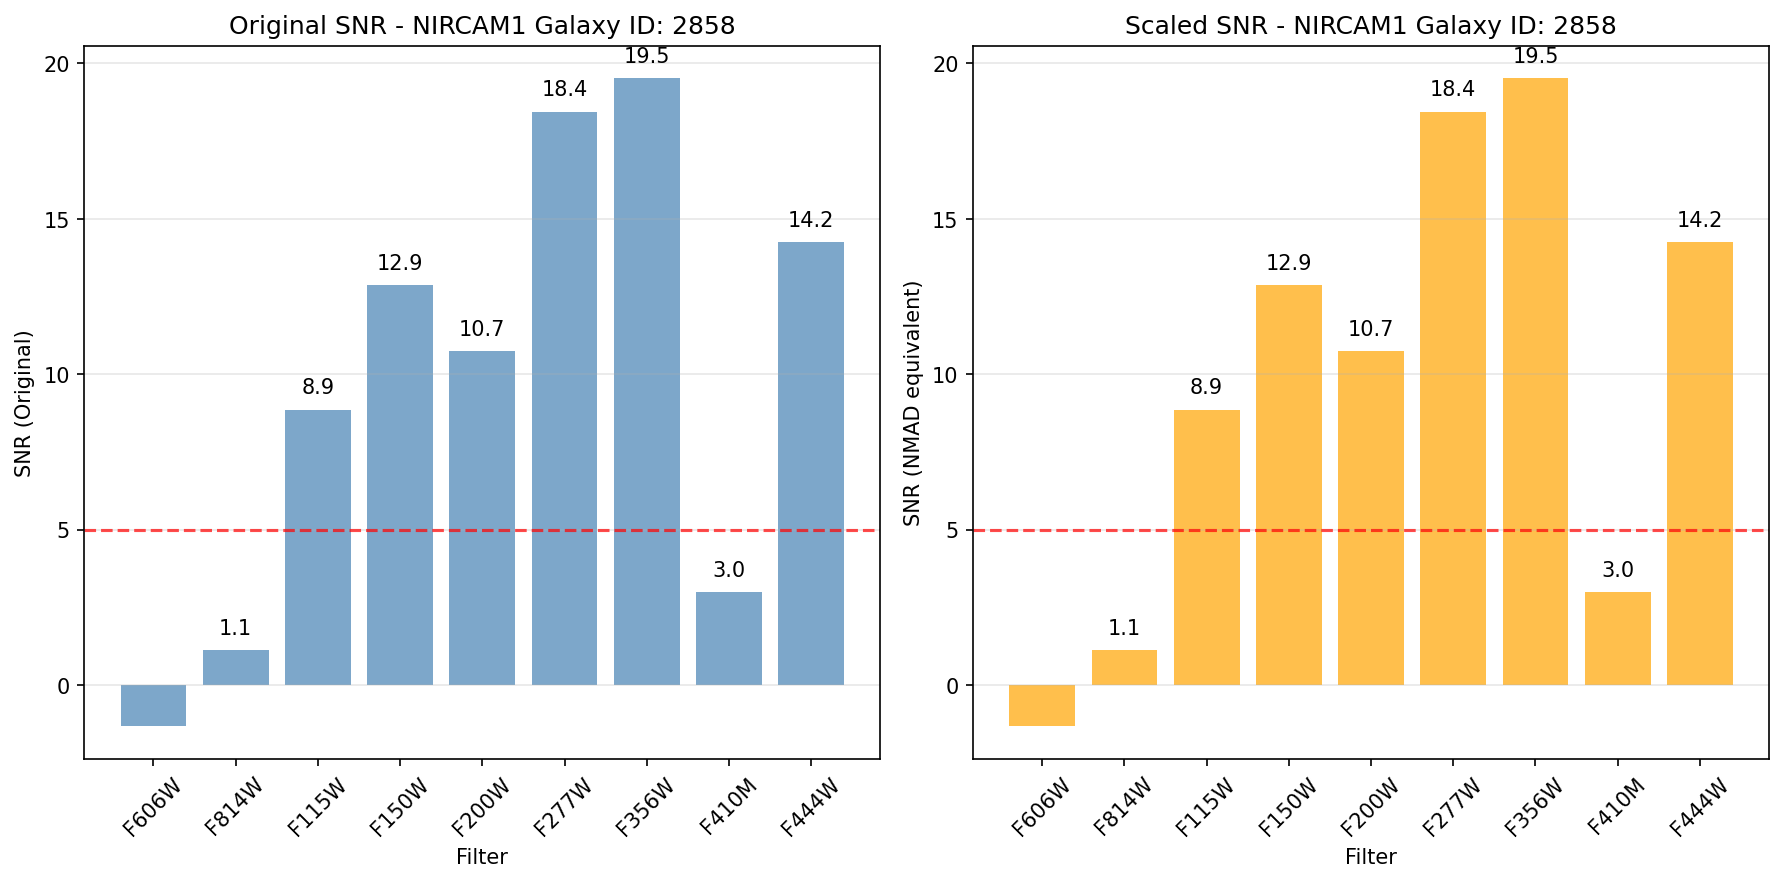 Original SNR - NIRCAM1 Galaxy ID: 2858
SNR (Original)
20
15
10
5
0
1.1
8.9
12.9
10.7
18.4
19.5
3.0
14.2
F606W
F814W
F115W
F150W
F200W
F277W
F356W
F410M
F444W
Filter
Scaled SNR - NIRCAM1 Galaxy ID: 2858
SNR (NMAD equivalent)
20
15
10
5
0
1.1
8.9
12.9
10.7
18.4
19.5
3.0
14.2
F606W
F814W
F115W
F150W
F200W
F277W
F356W
F410M
F444W
Filter